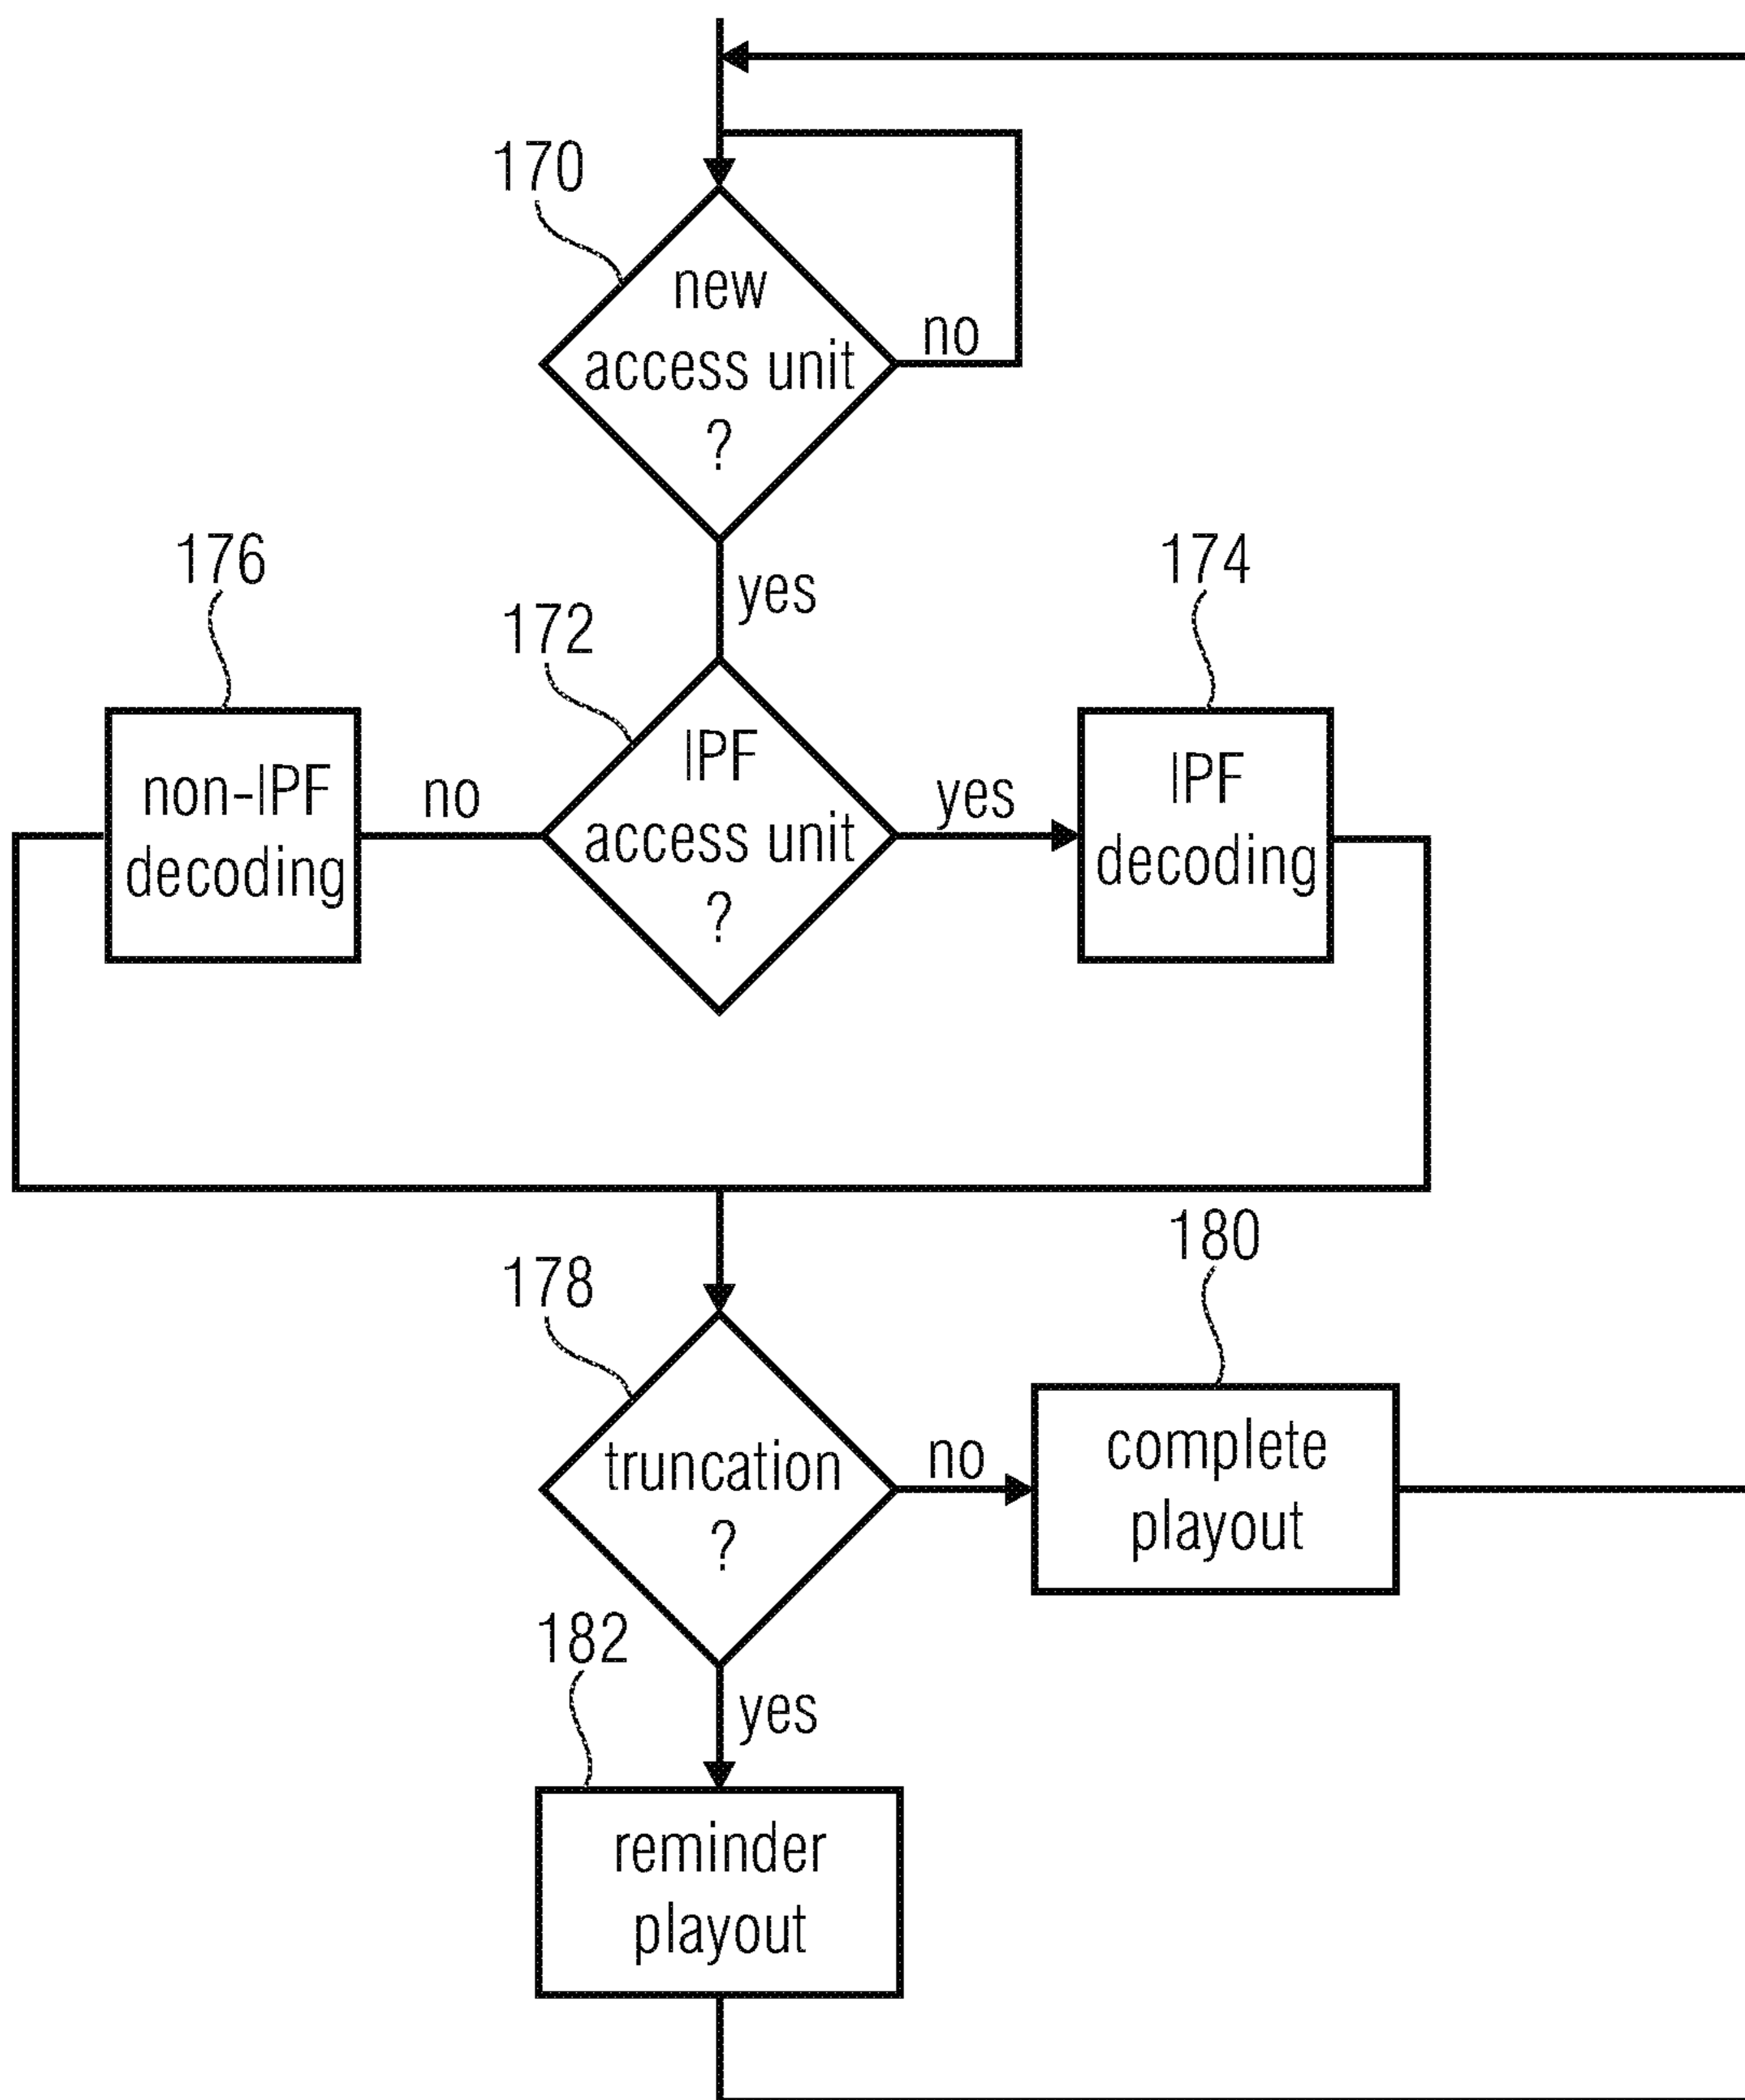 170
new
access unit
?
no
yes
176
172
174
non-IPF
decoding
no
IPF
access unit
?
yes
IPF
decoding
178
180
truncation
?
no
complete
playout
182
yes
reminder
playout